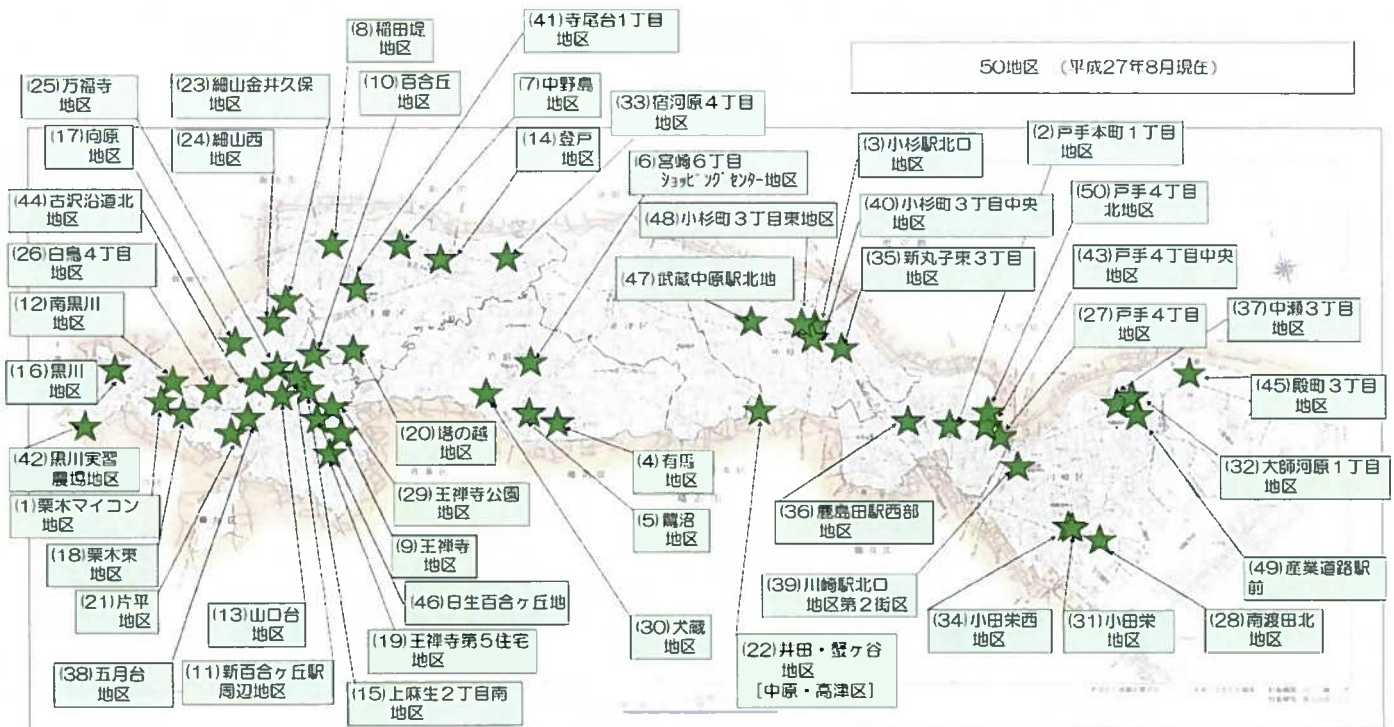 (8)稲田堤
地区
(41)寺尾台1丁目
地区
50地区 (平成27年8月現在)
(25)万福寺
地区
(23)細山金井久保
地区
(10)百合丘
地区
(7)中野島
地区
(33)宿河原4丁目
地区
(17)向原
地区
(24)細山西
地区
(14)登戸
地区
(6)宮崎6丁目
ショッピングセンター地区
(3)小杉駅北口
地区
(2)戸手本町1丁目
地区
(44)古沢沿道北
地区
(48)小杉町3丁目東地区
(40)小杉町3丁目中央
地区
(50)戸手4丁目
北地区
(26)白鳥4丁目
地区
(47)武蔵中原駅北地
(35)新丸子東3丁目
地区
(43)戸手4丁目中央
地区
(12)南黒川
地区
(27)戸手4丁目
地区
(37)中瀬3丁目
地区
(16)黒川
地区
(45)殿町3丁目
地区
(42)黒川実習
農場地区
(20)塔の越
地区
(4)有馬
地区
(32)大師河原1丁目
地区
(1)栗木マイコン
地区
(29)王禅寺公園
地区
(5)鷺沼
地区
(36)鹿島田駅西部
地区
(18)栗木東
地区
(9)王禅寺
地区
(49)産業道路駅
前
(21)片平
地区
(13)山口台
地区
(46)日生百合ヶ丘地
(39)川崎駅北口
地区第2街区
(19)王禅寺第5住宅
地区
(30)犬蔵
地区
(34)小田栄西
地区
(31)小田栄
地区
(28)南渡田北
地区
(38)五月台
地区
(11)新百合ヶ丘駅
周辺地区
(15)上麻生2丁目南
地区
(22)井田・蟹ヶ谷
地区
[中原・高津区]